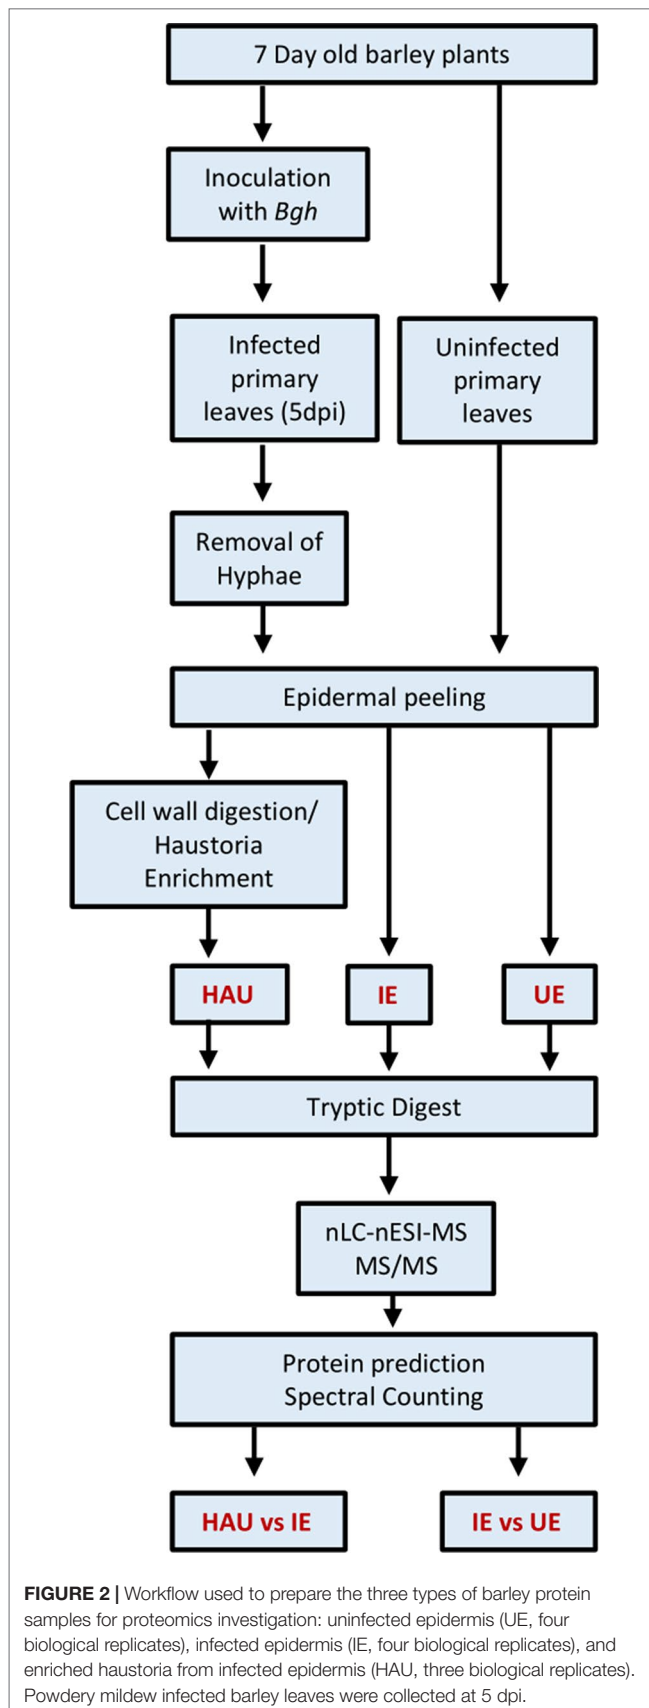 7 Day old barley plants
Inoculation
with Bgh
Infected
primary
leaves (5dpi)
Uninfected
primary
leaves
Removal of
Hyphae
Epidermal peeling
Cell wall digestion/
Haustoria
Enrichment
HAU
IE
UE
Tryptic Digest
nLC-nESI-MS
MS/MS
Protein prediction
Spectral Counting
HAU vs IE
IE vs UE
FIGURE 2 | Workflow used to prepare the three types of barley protein
samples for proteomics investigation: uninfected epidermis (UE, four
biological replicates), infected epidermis (IE, four biological replicates), and
enriched haustoria from infected epidermis (HAU, three biological replicates).
Powdery mildew infected barley leaves were collected at 5 dpi.